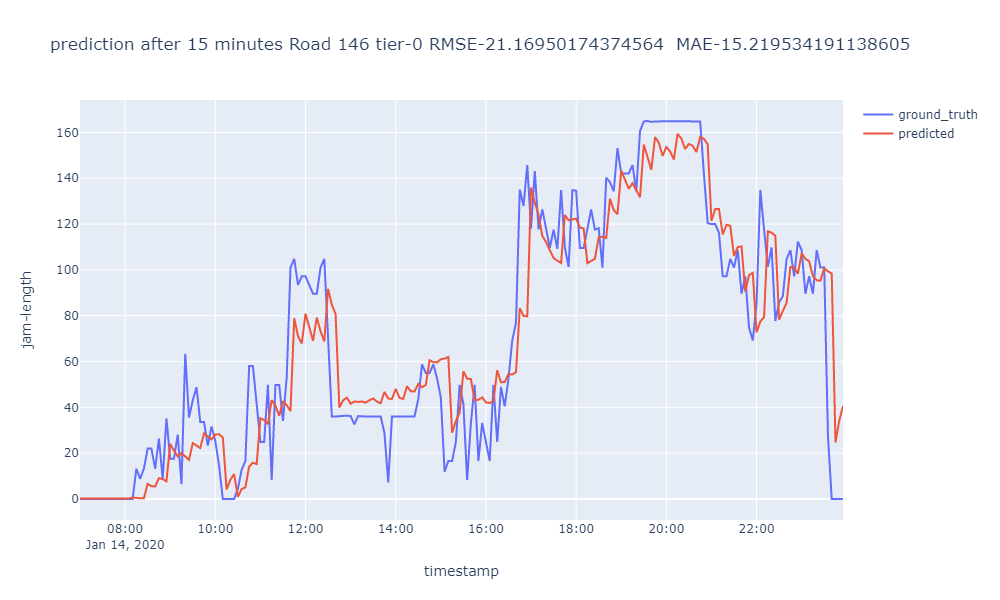 prediction after 15 minutes Road 146 tier-0 RMSE-21.16950174374564  MAE-15.219534191138605
ground_truth
predicted
jam-length
160
140
120
100
80
60
40
20
0
08:00 10:00 12:00 14:00 16:00 18:00 20:00 22:00
Jan 14, 2020
timestamp